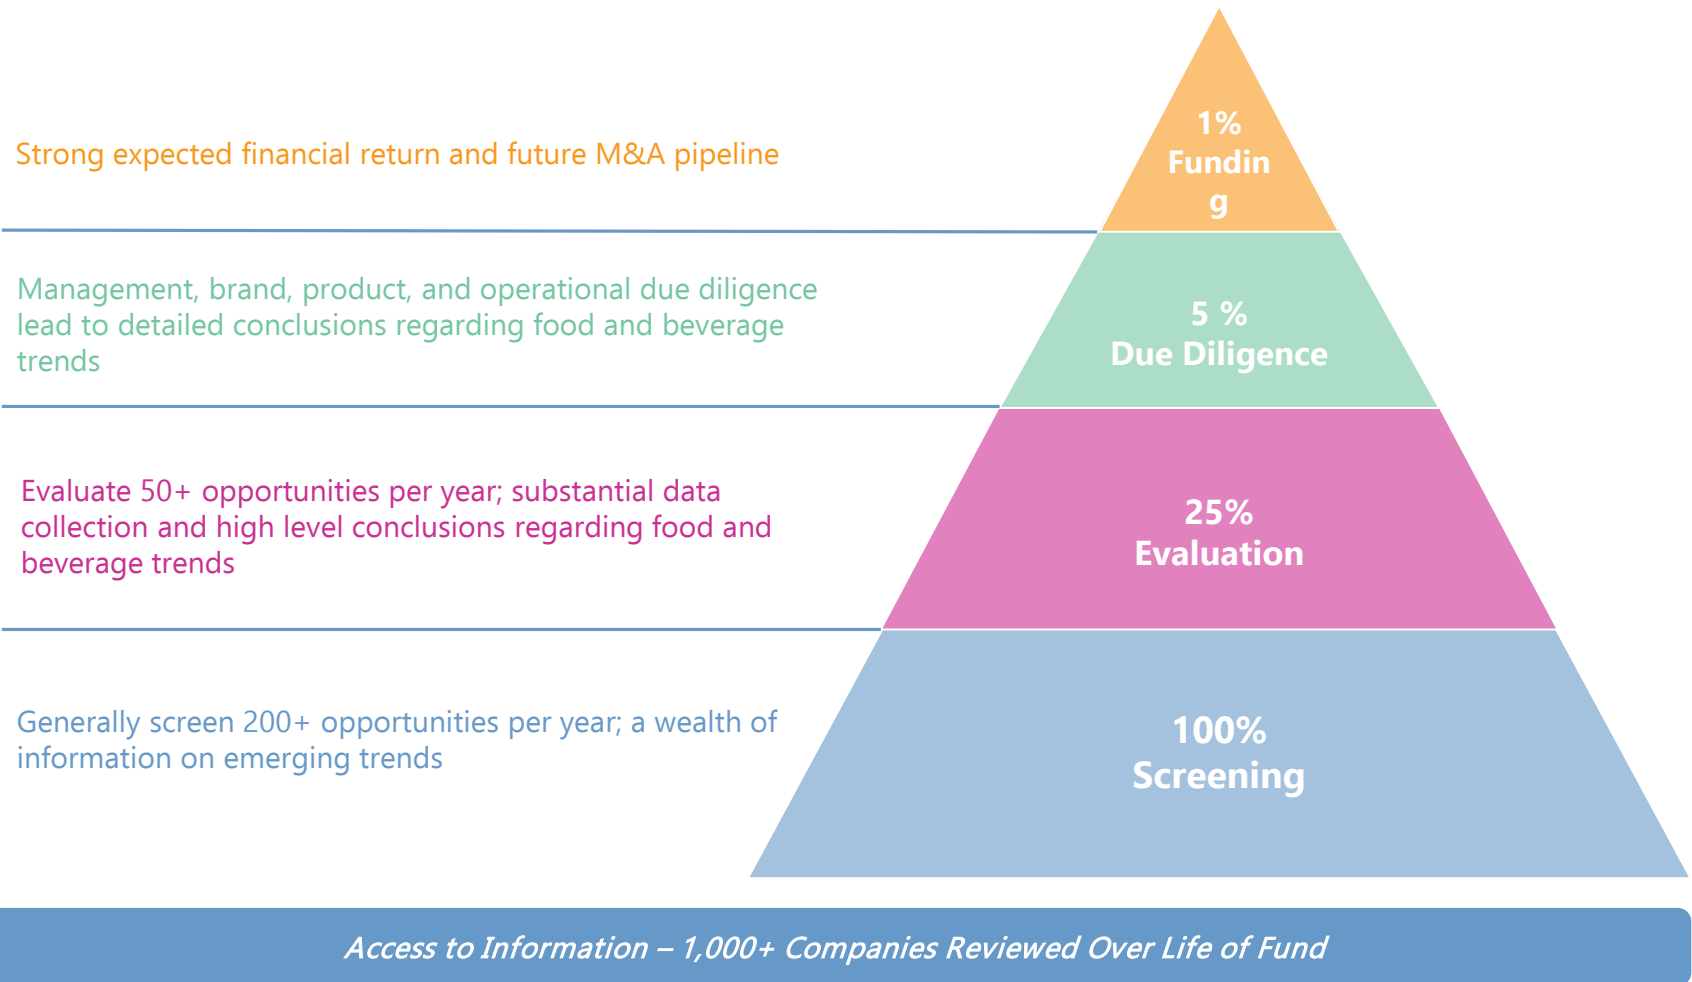 1%
Fundin
g
Strong expected financial return and future M&A pipeline
Management, brand, product, and operational due diligence
lead to detailed conclusions regarding food and beverage
trends
5 %
Due Diligence
Evaluate 50+ opportunities per year; substantial data
collection and high level conclusions regarding food and
beverage trends
25%
Evaluation
Generally screen 200+ opportunities per year; a wealth of
information on emerging trends
100%
Screening
Access to Information – 1,000+ Companies Reviewed Over Life of Fund